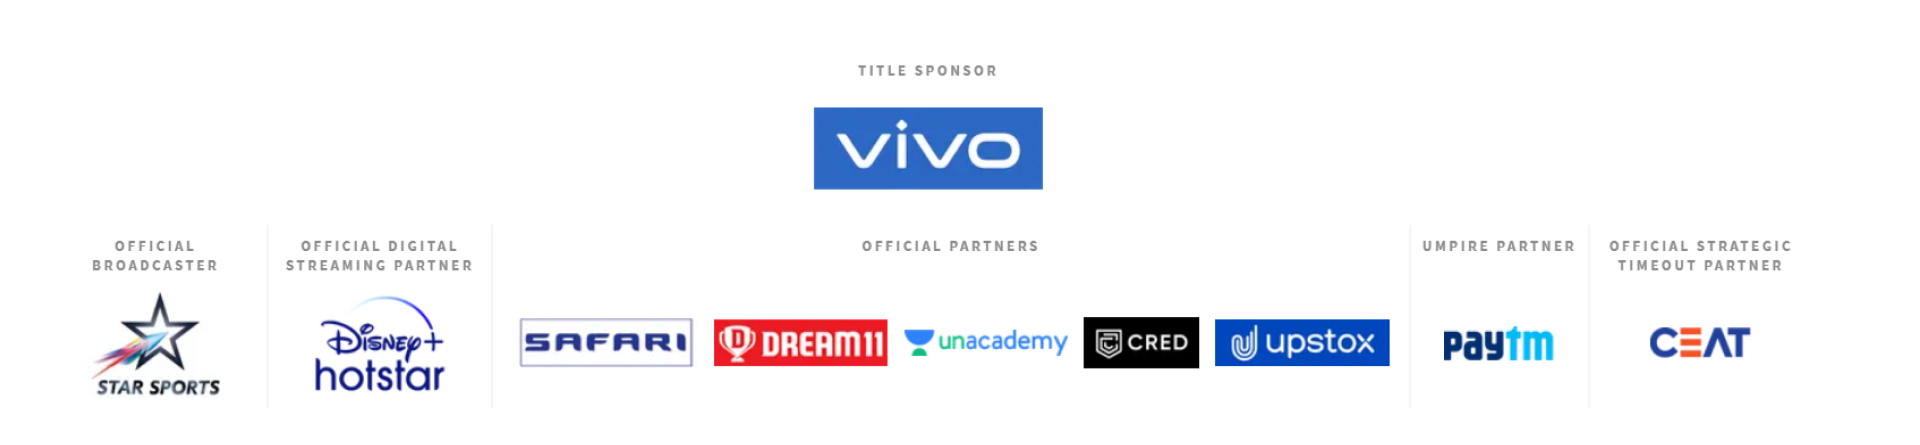 TITLE SPONSOR
vivo
OFFICIAL
BROADCASTER
STAR SPORTS
OFFICIAL DIGITAL
STREAMING PARTNER
Disney+
hotstar
OFFICIAL PARTNERS
SAFARI
D DREAM11
unacademy
CRED
upstox
UMPIRE PARTNER
paytm
OFFICIAL STRATEGIC
TIMEOUT PARTNER
CEAT